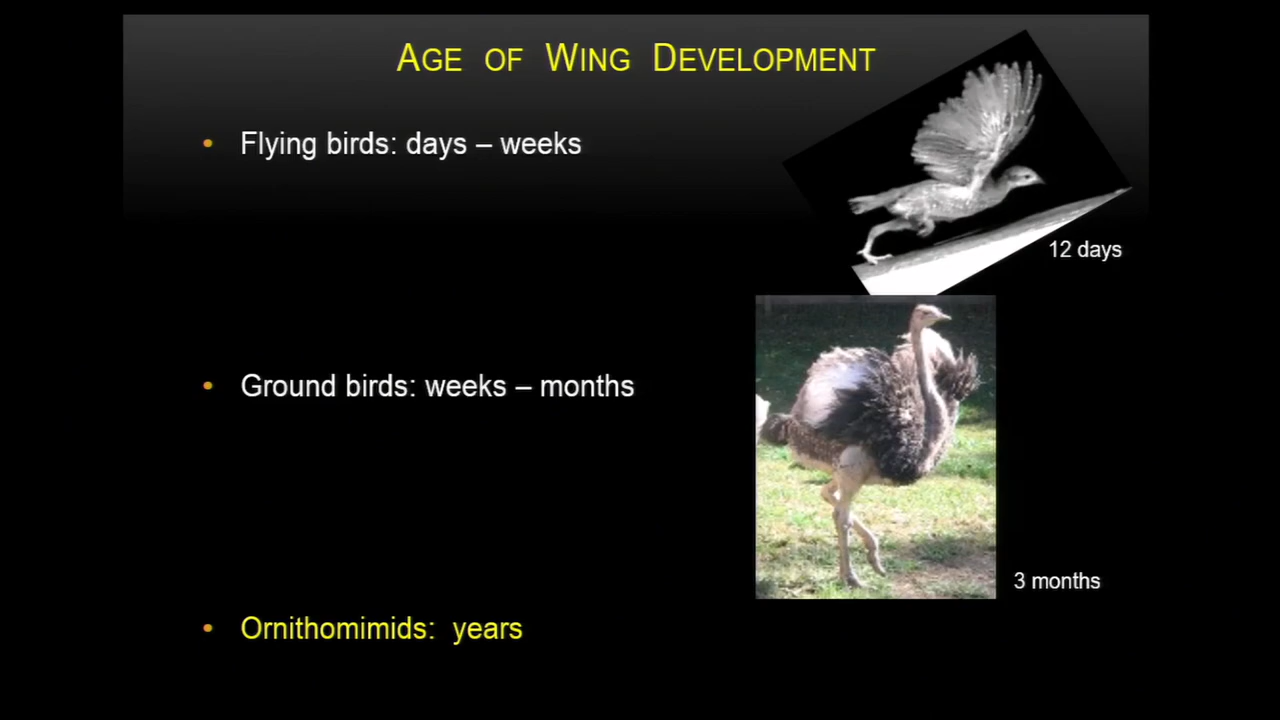 AGE OF WING DEVELOPMENT
• Flying birds: days – weeks
12 days
• Ground birds: weeks – months
3 months
• Ornithomimids: years